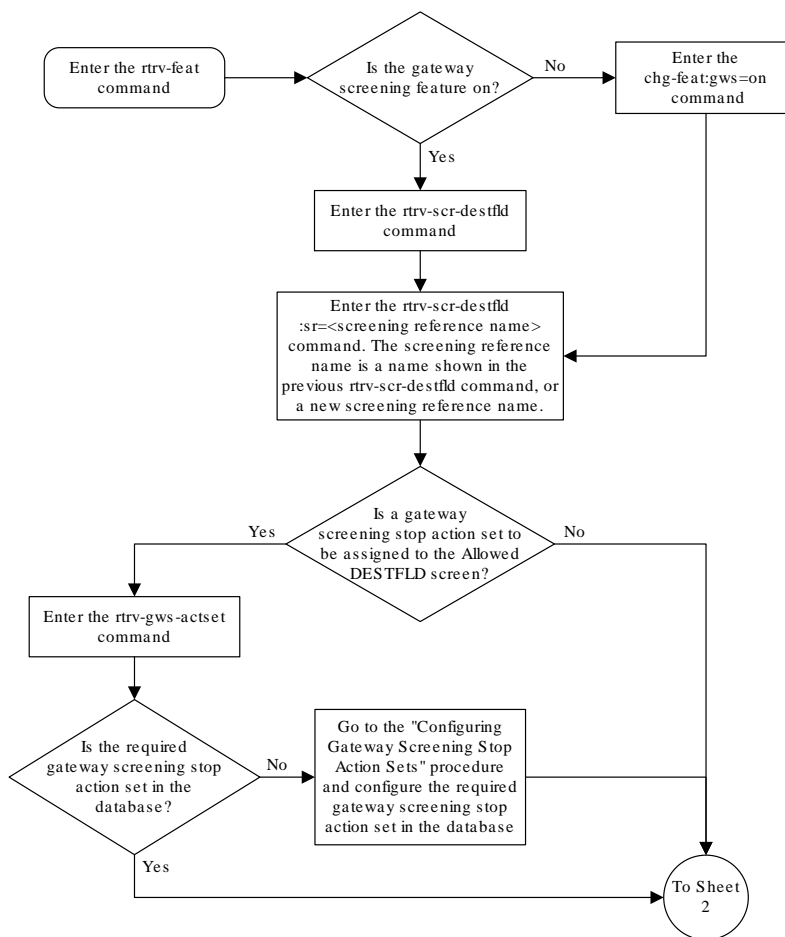 Enter the rtrv-feat
command
Is the gateway
screening feature on?
No
Enter the
chg-feat:gws=on
command
Yes
Enter the rtrv-scr-destfld
command
Enter the rtrv-scr-destfld
:sr=<screening reference name>
command. The screening reference
name is a name shown in the
previous rtrv-scr-destfld command, or
a new screening reference name.
Is a gateway
screening stop action set to
be assigned to the Allowed
DESTFLD screen?
Yes
No
Enter the rtrv-gws-actset
command
Is the required
gateway screening stop
action set in the
database?
No
Go to the "Configuring
Gateway Screening Stop
Action Sets" procedure
and configure the required
gateway screening stop
action set in the database
Yes
To Sheet
2